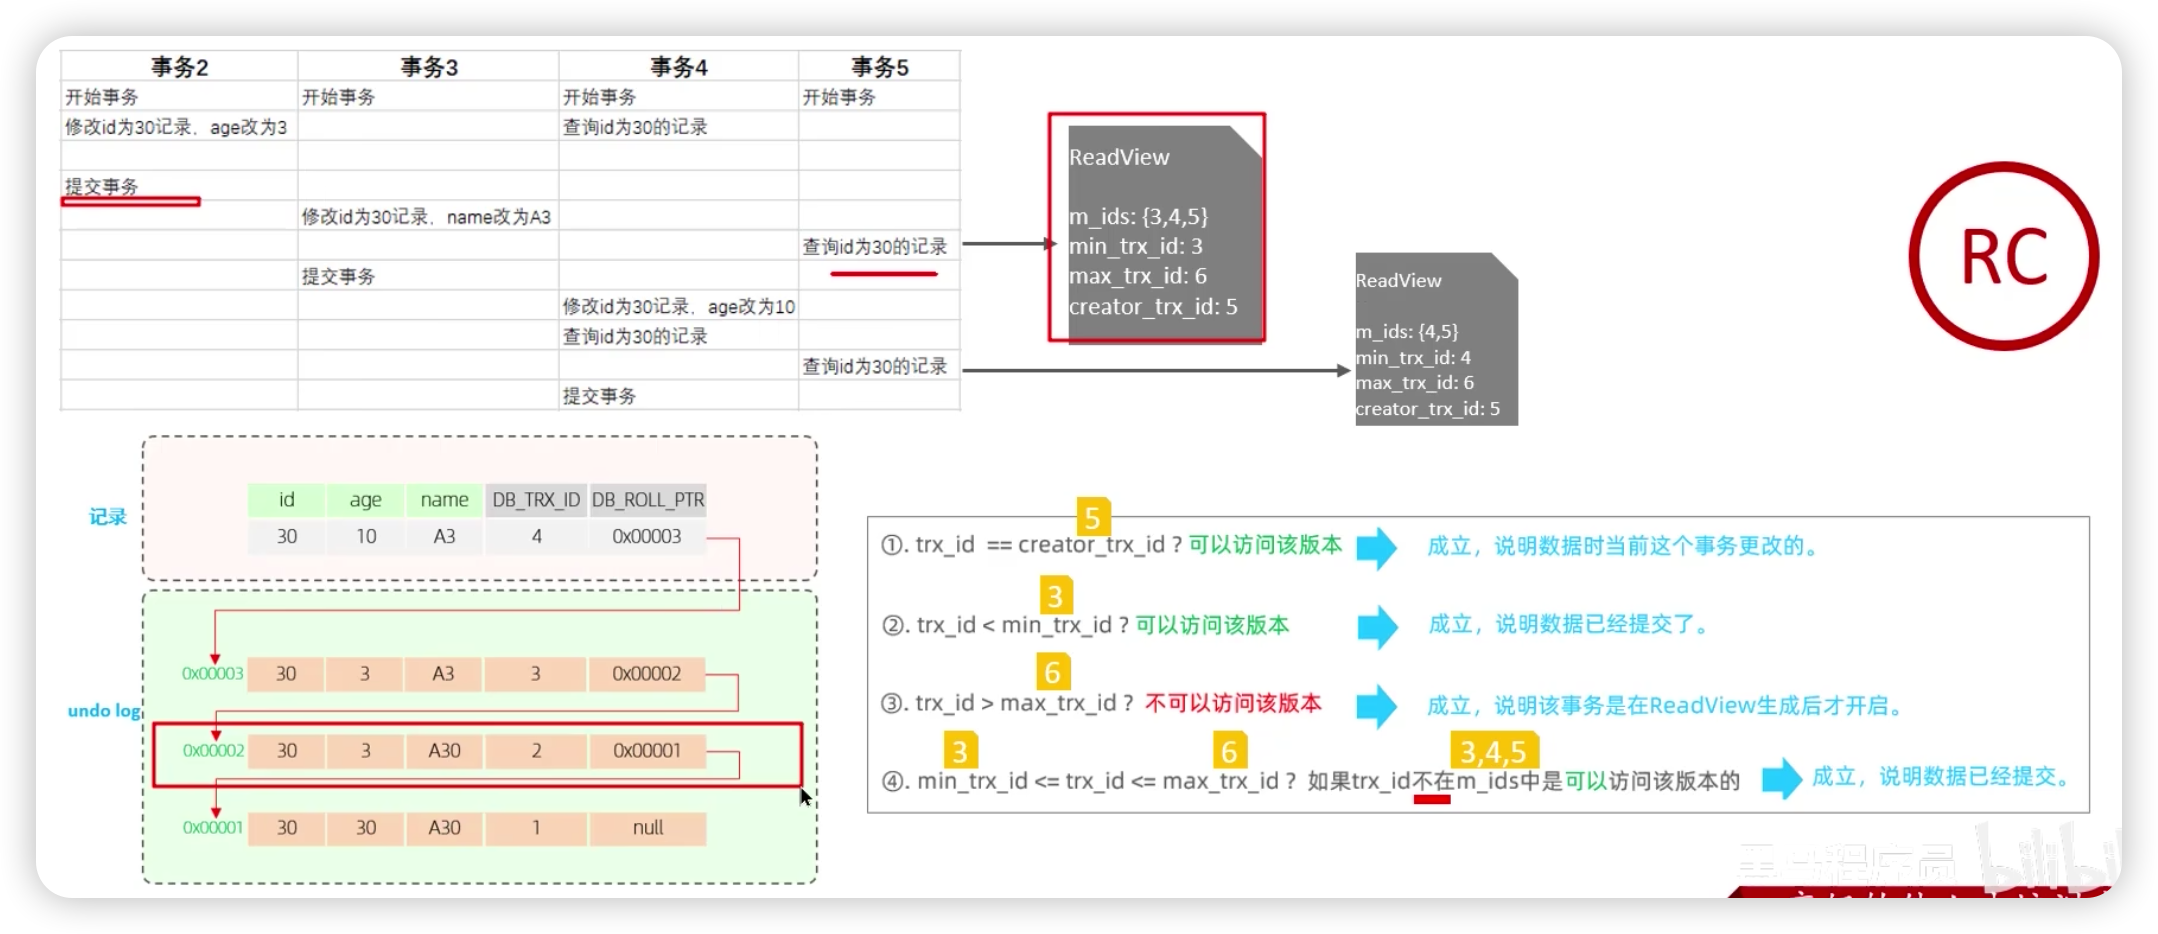 事务2 事务3 事务4 事务5
开始事务 开始事务 开始事务 开始事务
修改id为30记录，age改为3 查询id为30的记录
提交事务
修改id为30记录，name改为A3
查询id为30的记录
提交事务
修改id为30记录，age改为10
查询id为30的记录
查询id为30的记录
提交事务
ReadView
m_ids: {3,4,5}
min_trx_id: 3
max_trx_id: 6
creator_trx_id: 5
ReadView
m_ids: {4,5}
min_trx_id: 4
max_trx_id: 6
creator_trx_id: 5
RC
记录
id age name DB_TRX_ID DB_ROLL_PTR
30 10 A3 4 0x00003
undo log
0x00003 30 3 A3 3 0x00002
0x00002 30 3 A30 2 0x00001
0x00001 30 30 A30 1 null
5
①. trx_id == creator_trx_id ? 可以访问该版本 成立，说明数据时当前这个事务更改的。
3
②. trx_id < min_trx_id ? 可以访问该版本 成立，说明数据已经提交了。
6
③. trx_id > max_trx_id ? 不可以访问该版本 成立，说明该事务是在ReadView生成后才开启。
3 6 3,4,5
④. min_trx_id <= trx_id <= max_trx_id ? 如果trx_id不在m_ids中是可以访问该版本的 成立，说明数据已经提交。
黑马程序员 bilibili